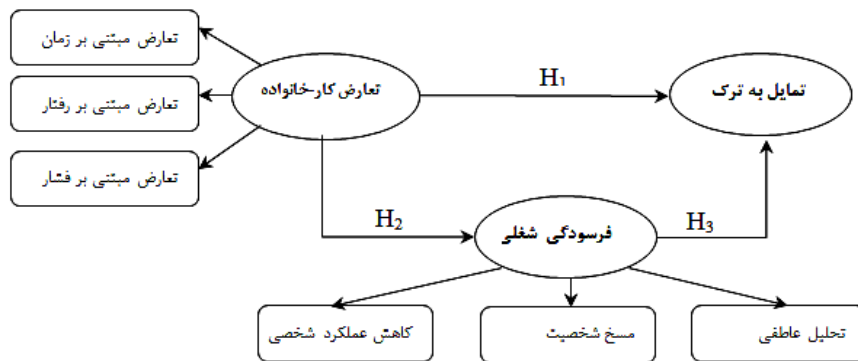 تعارض مبتنی بر زمان
تعارض کار-خانواده
H₁
تمایل به ترک
تعارض مبتنی بر رفتار
تعارض مبتنی بر فشار
H₂
فرسودگی شغلی
H₃
تحلیل عاطفی
مسخ شخصیت
کاهش عملکرد شخصی